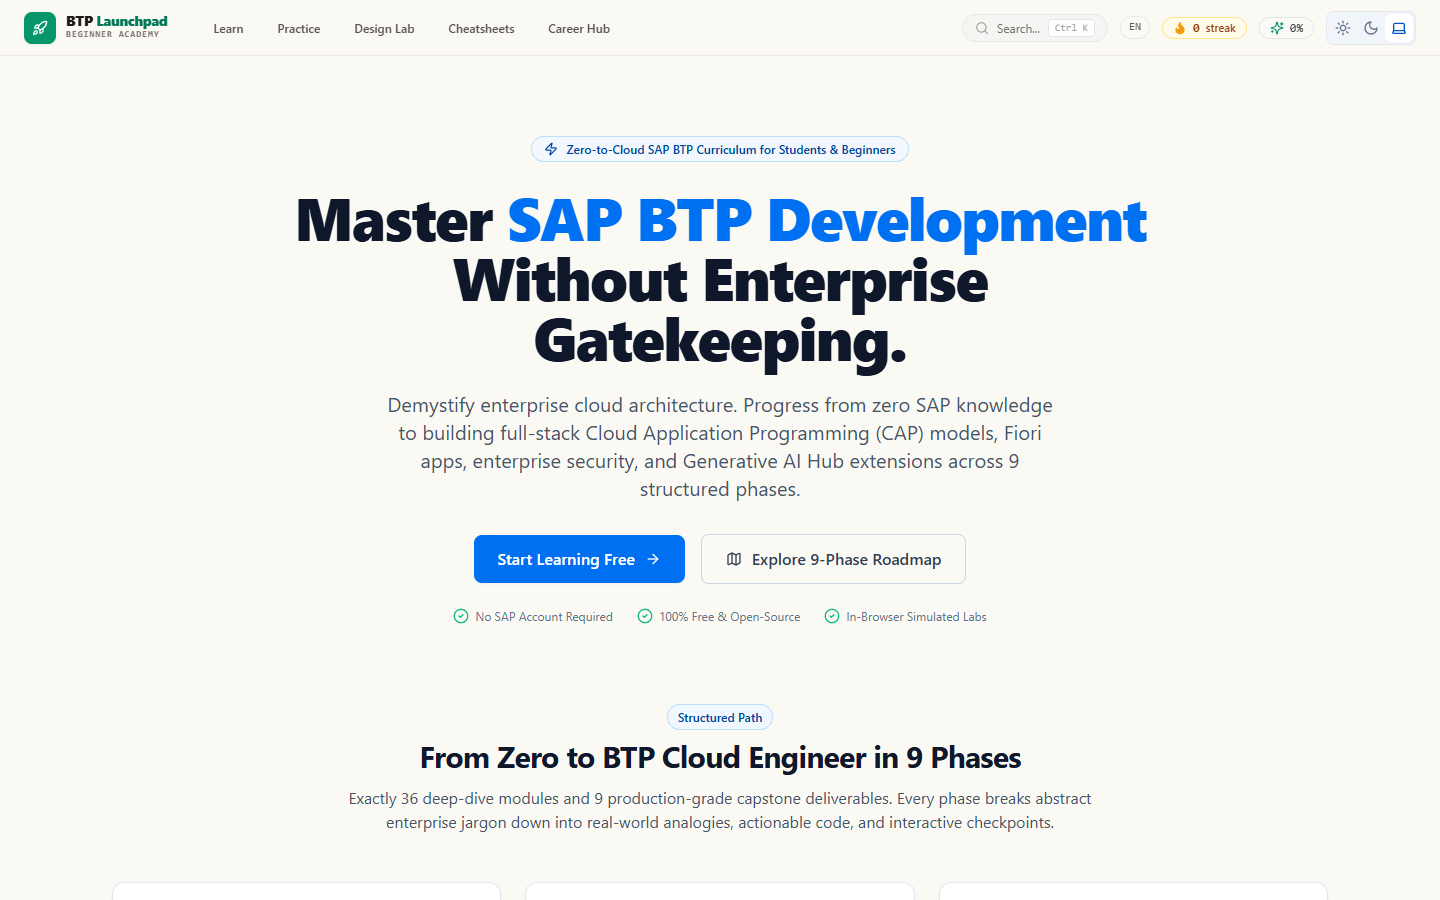 BTP Launchpad
BEGINNER ACADEMY
Learn
Practice
Design Lab
Cheatsheets
Career Hub
Search...
Ctrl K
EN
0 streak
0%
Zero-to-Cloud SAP BTP Curriculum for Students & Beginners
Master SAP BTP Development
Without Enterprise
Gatekeeping.
Demystify enterprise cloud architecture. Progress from zero SAP knowledge
to building full-stack Cloud Application Programming (CAP) models, Fiori
apps, enterprise security, and Generative AI Hub extensions across 9
structured phases.
Start Learning Free
Explore 9-Phase Roadmap
No SAP Account Required
100% Free & Open-Source
In-Browser Simulated Labs
Structured Path
From Zero to BTP Cloud Engineer in 9 Phases
Exactly 36 deep-dive modules and 9 production-grade capstone deliverables. Every phase breaks abstract
enterprise jargon down into real-world analogies, actionable code, and interactive checkpoints.